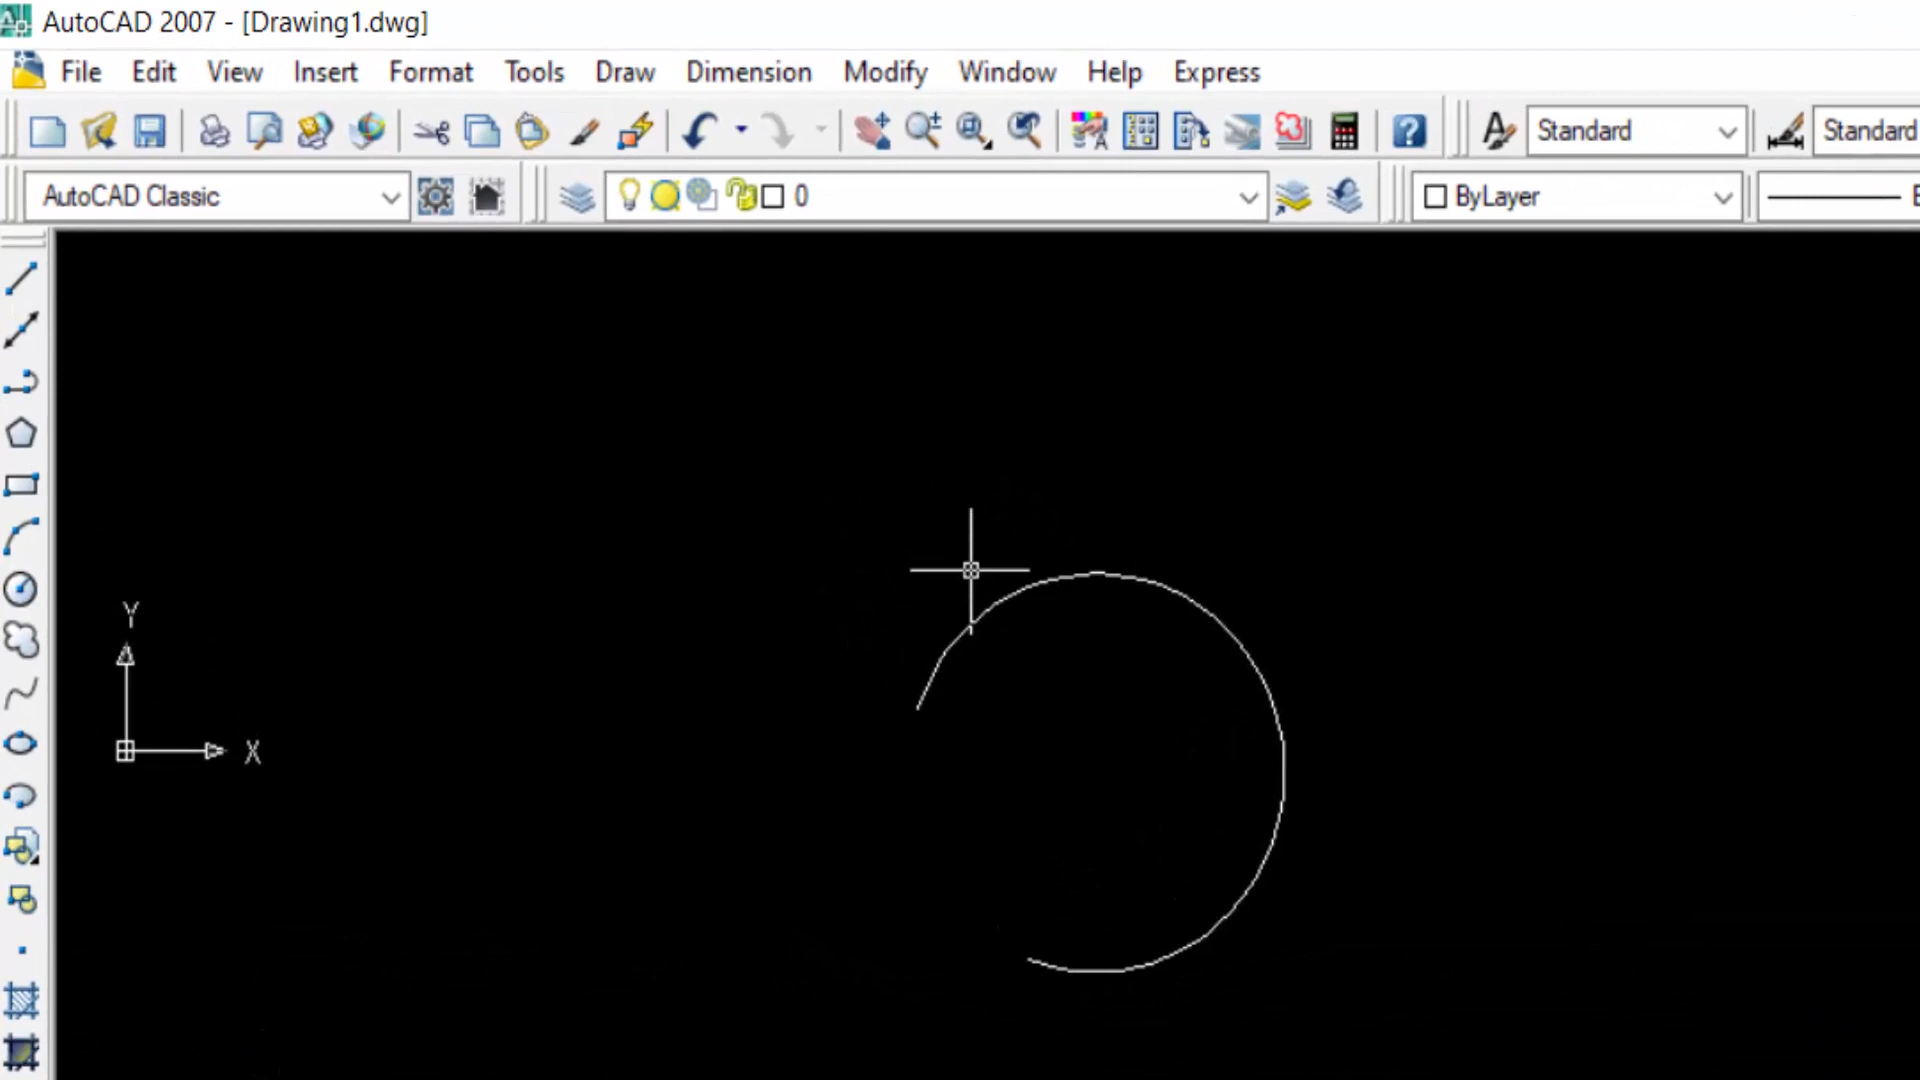 AutoCAD 2007 - [Drawing1.dwg]
File Edit View Insert Format Tools Draw Dimension Modify Window Help Express
Standard Standard
AutoCAD Classic 0 ByLayer
Y
X